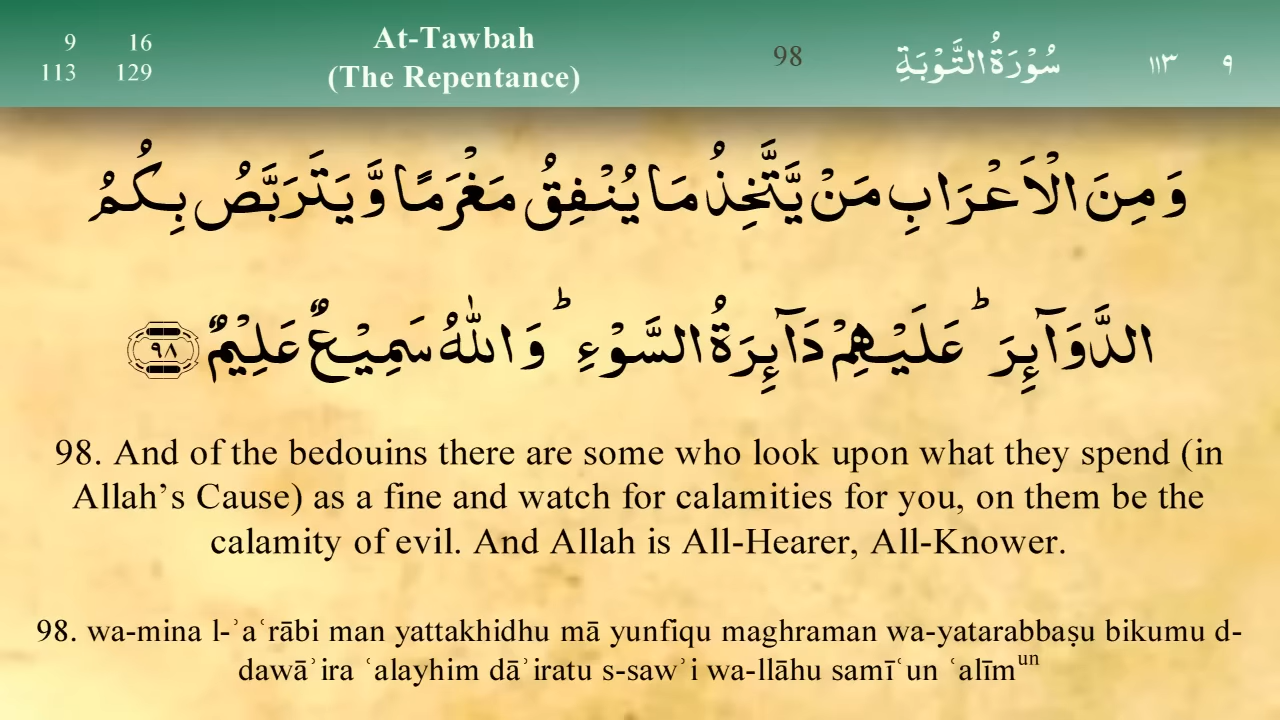 9 16
113 129
At-Tawbah
(The Repentance)
98
سُوْرَةُ التَّوْبَةِ
١١٣ ٩
وَ مِنَ الْاَعْرَابِ مَنْ يَّتَّخِذُ مَا يُنْفِقُ مَغْرَمًا وَّ يَتَرَبَّصُ بِكُمُ
الدَّوَآىِٕرَ ؕ عَلَيْهِمْ دَآىِٕرَةُ السَّوْءِ ؕ وَ اللّٰهُ سَمِيْعٌ عَلِيْمٌ ٩٨
98. And of the bedouins there are some who look upon what they spend (in
Allah’s Cause) as a fine and watch for calamities for you, on them be the
calamity of evil. And Allah is All-Hearer, All-Knower.
98. wa-mina l-ʾaʿrābi man yattakhidhu mā yunfiqu maghraman wa-yatarabbaṣu bikumu d-
dawāʾira ʿalayhim dāʾiratu s-sawʾi wa-llāhu samīʿun ʿalīmun